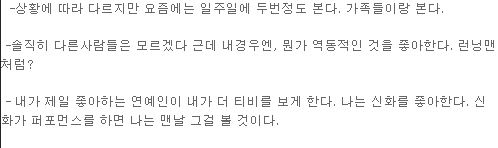 -상황에 따라 다르지만 요즘에는 일주일에 두번정도 본다. 가족들이랑 본다.
-솔직히 다른사람들은 모르겠다 근데 내경우엔, 뭔가 역동적인 것을 좋아한다. 런닝맨
처럼?
- 내가 제일 좋아하는 연예인이 내가 더 티비를 보게 한다. 나는 신화를 좋아한다. 신
화가 퍼포먼스를 하면 나는 맨날 그걸 볼 것이다.